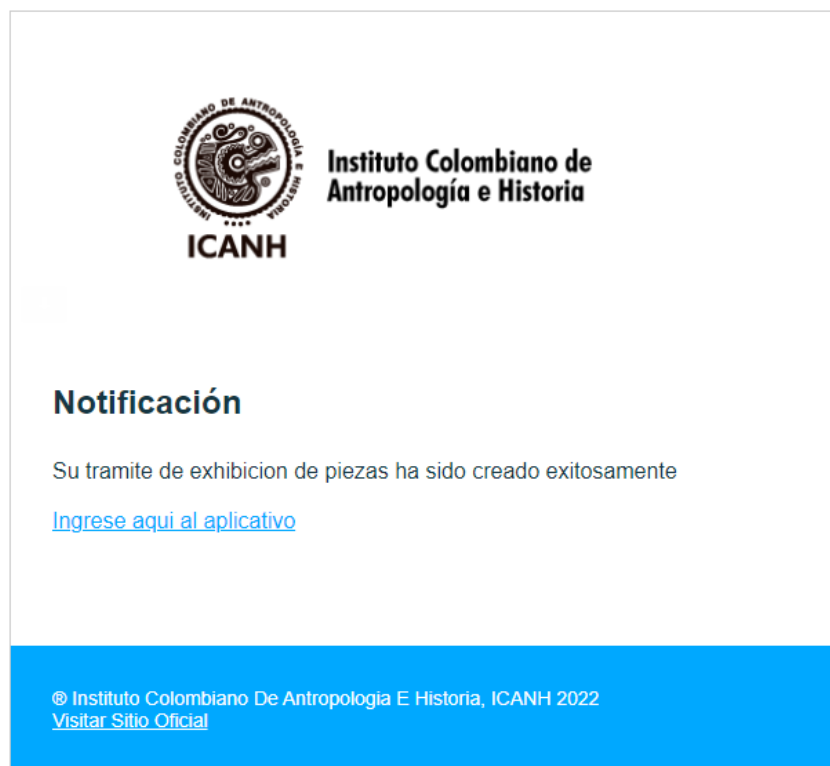 INSTITUTO COLOMBIANO DE ANTROPOLOGÍA E HISTORIA
ICANH
Instituto Colombiano de
Antropología e Historia
Notificación
Su tramite de exhibicion de piezas ha sido creado exitosamente
Ingrese aqui al aplicativo
® Instituto Colombiano De Antropologia E Historia, ICANH 2022
Visitar Sitio Oficial